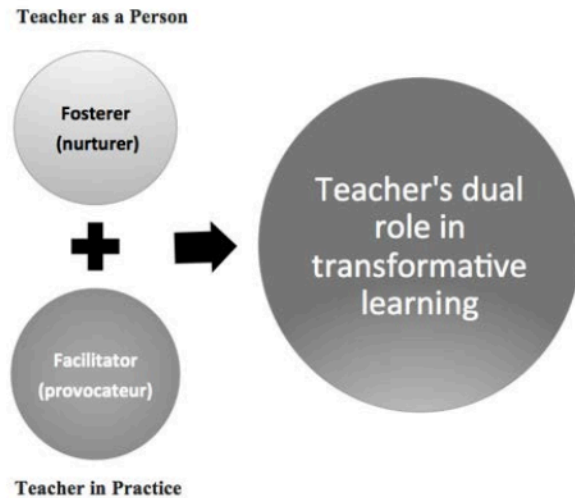 Teacher as a Person
Fosterer
(nurturer)
Facilitator
(provocateur)
Teacher in Practice
Teacher's dual
role in
transformative
learning